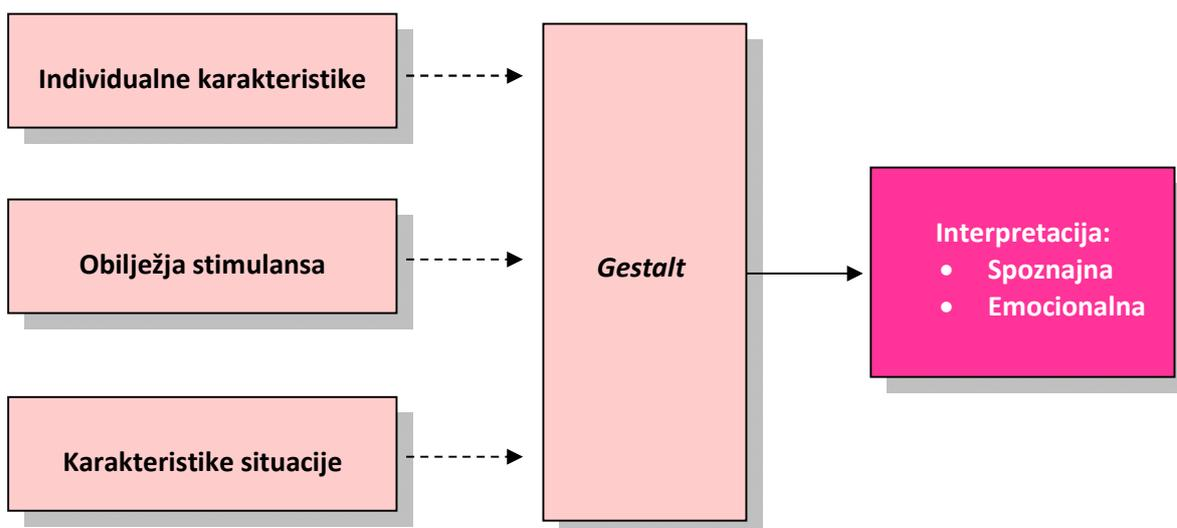 Individualne karakteristike
Obilježja stimulansa
Karakteristike situacije
Gestalt
Interpretacija:
• Spoznajna
• Emocionalna